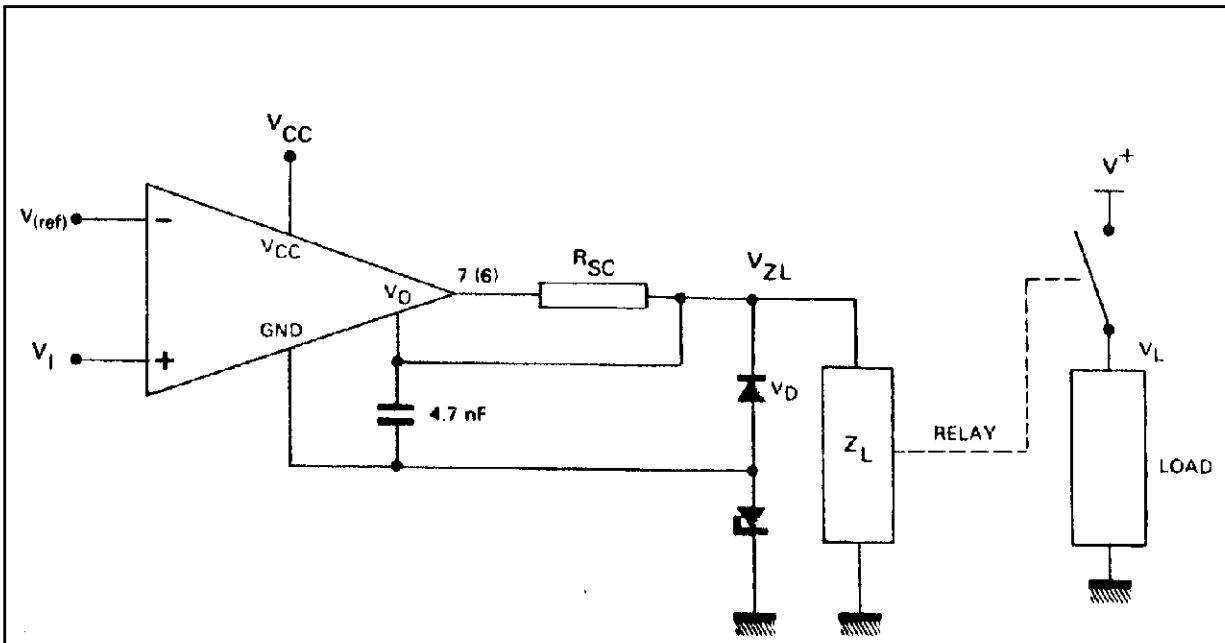 VCC
V(ref)
−
VCC
7 (6)
RSC
VZL
V+
VO
GND
VI
+
4.7 nF
VD
ZL
RELAY
VL
LOAD